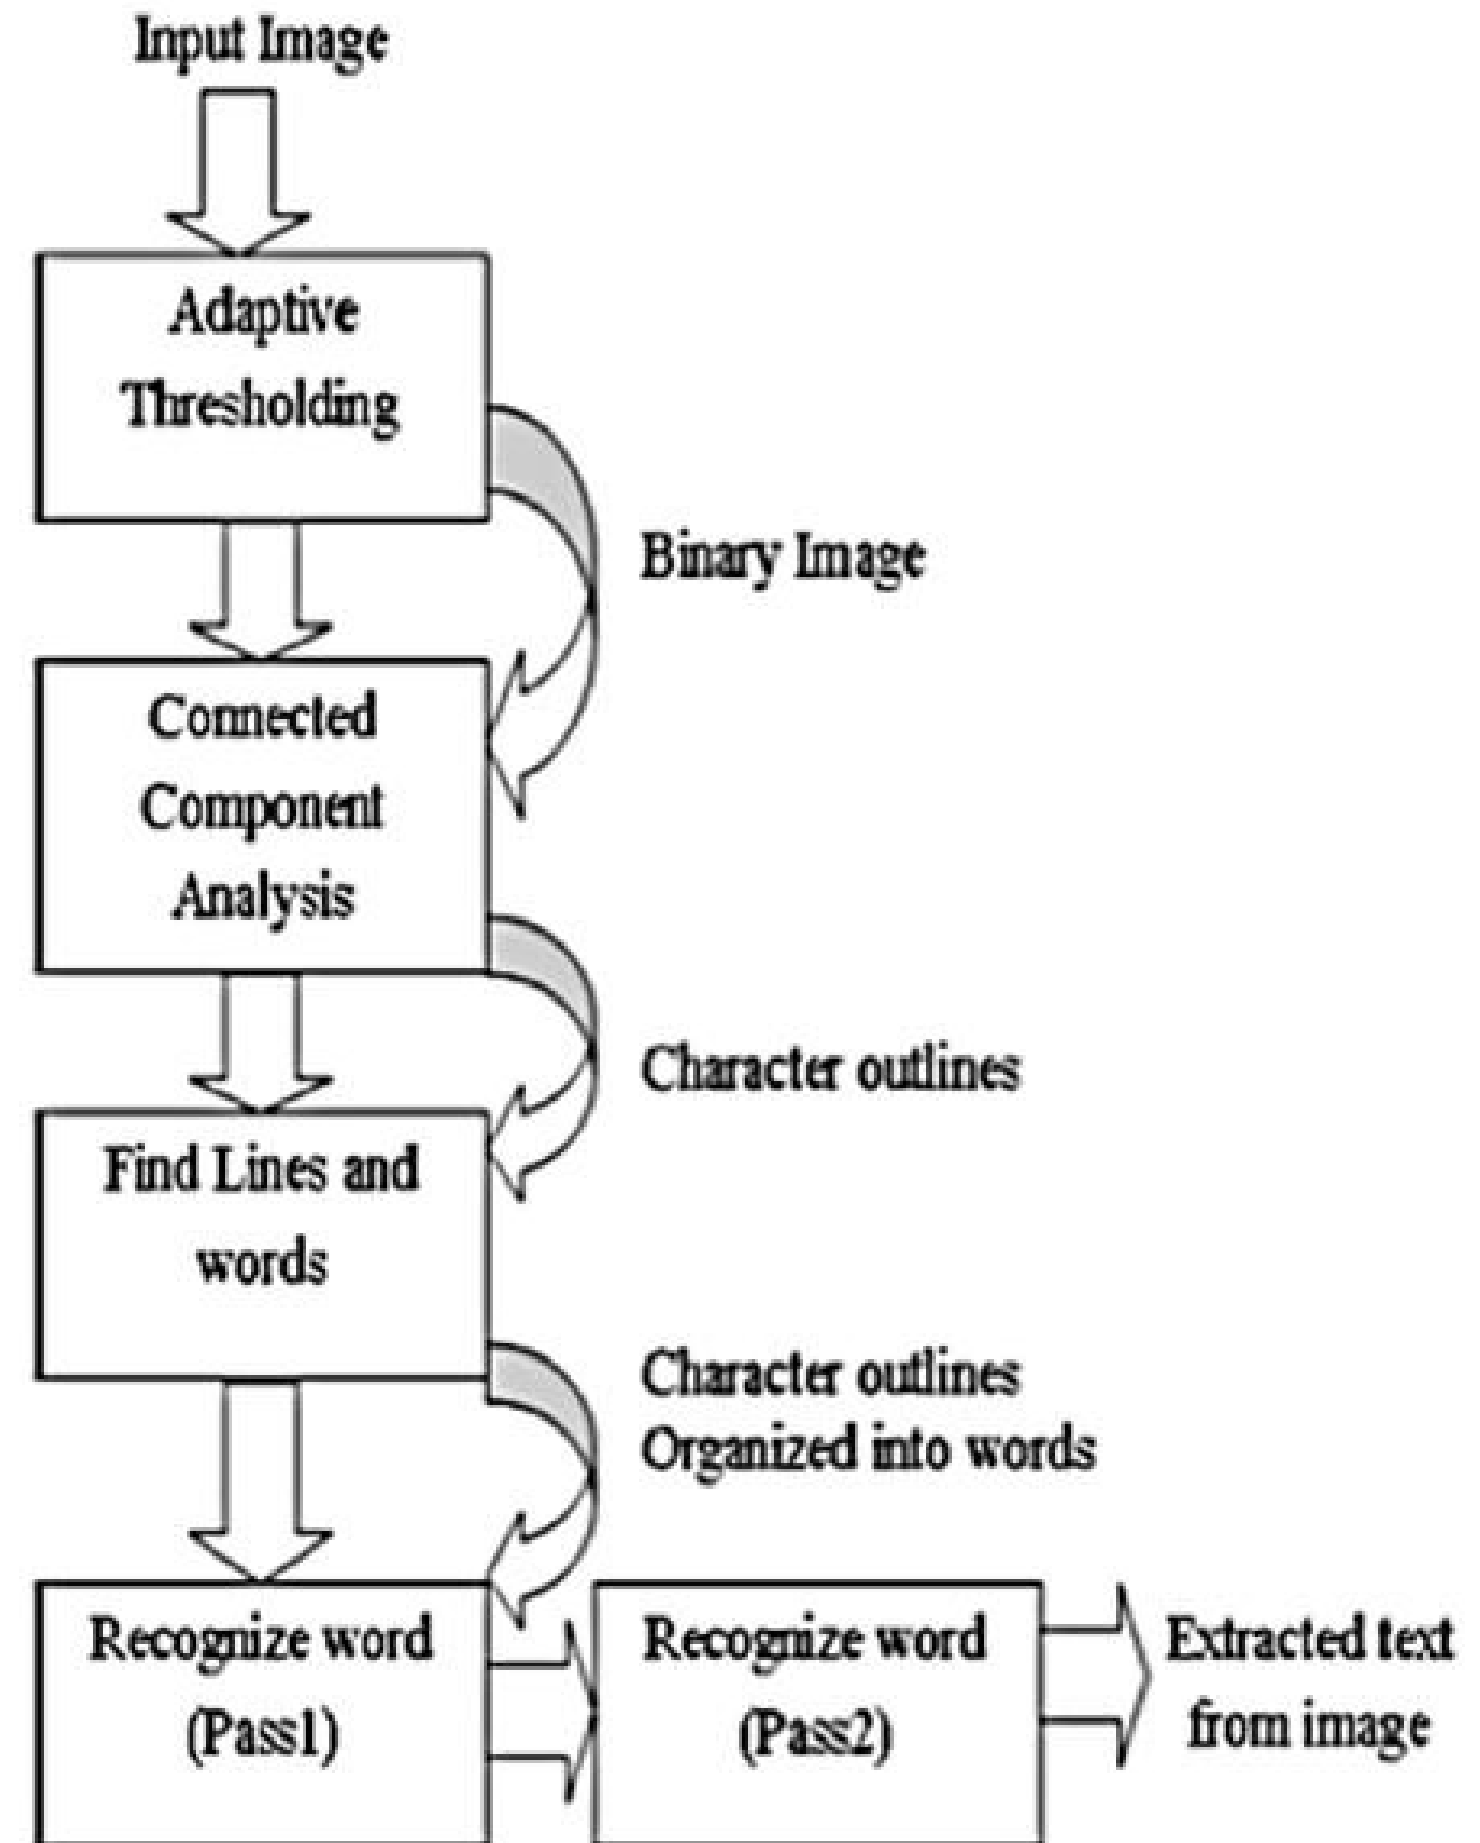 Input Image
Adaptive
Thresholding
Binary Image
Connected
Component
Analysis
Character outlines
Find Lines and
words
Character outlines
Organized into words
Recognize word
(Pass1)
Recognize word
(Pass2)
Extracted text
from image